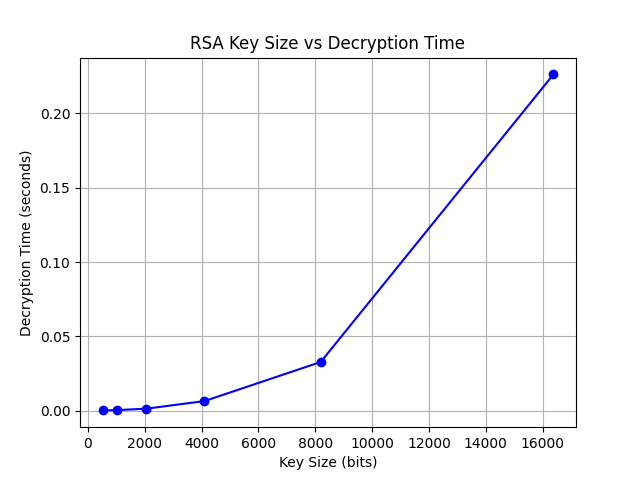 RSA Key Size vs Decryption Time
Decryption Time (seconds)
0.20
0.15
0.10
0.05
0.00
0 2000 4000 6000 8000 10000 12000 14000 16000
Key Size (bits)